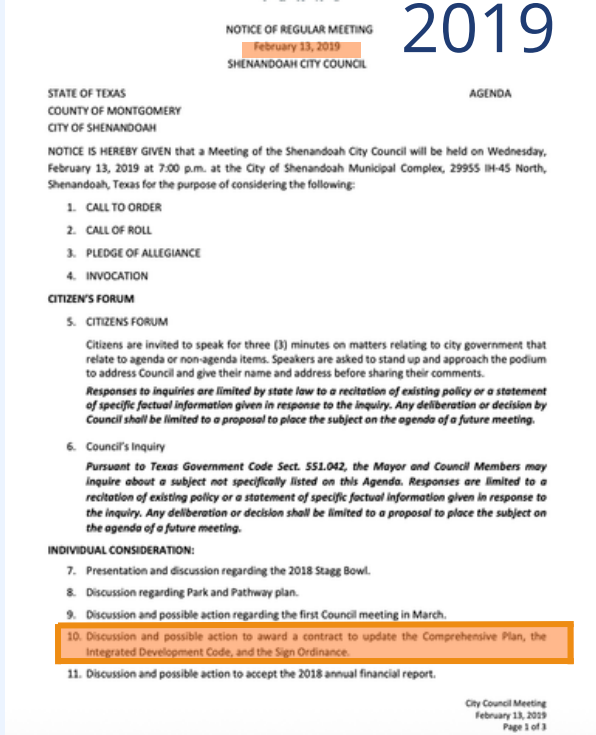 2019
NOTICE OF REGULAR MEETING
February 13, 2019
SHENANDOAH CITY COUNCIL
STATE OF TEXAS AGENDA
COUNTY OF MONTGOMERY
CITY OF SHENANDOAH
NOTICE IS HEREBY GIVEN that a Meeting of the Shenandoah City Council will be held on Wednesday,
February 13, 2019 at 7:00 p.m. at the City of Shenandoah Municipal Complex, 29955 IH-45 North,
Shenandoah, Texas for the purpose of considering the following:
1. CALL TO ORDER
2. CALL OF ROLL
3. PLEDGE OF ALLEGIANCE
4. INVOCATION
CITIZEN'S FORUM
5. CITIZENS FORUM
Citizens are invited to speak for three (3) minutes on matters relating to city government that
relate to agenda or non-agenda items. Speakers are asked to stand up and approach the podium
to address Council and give their name and address before sharing their comments.
Responses to inquiries are limited by state law to a recitation of existing policy or a statement
of specific factual information given in response to the inquiry. Any deliberation or decision by
Council shall be limited to a proposal to place the subject on the agenda of a future meeting.
6. Council's Inquiry
Pursuant to Texas Government Code Sect. 551.042, the Mayor and Council Members may
inquire about a subject not specifically listed on this Agenda. Responses are limited to a
recitation of existing policy or a statement of specific factual information given in response to
the inquiry. Any deliberation or decision shall be limited to a proposal to place the subject on
the agenda of a future meeting.
INDIVIDUAL CONSIDERATION:
7. Presentation and discussion regarding the 2018 Stagg Bowl.
8. Discussion regarding Park and Pathway plan.
9. Discussion and possible action regarding the first Council meeting in March.
10. Discussion and possible action to award a contract to update the Comprehensive Plan, the
Integrated Development Code, and the Sign Ordinance.
11. Discussion and possible action to accept the 2018 annual financial report.
City Council Meeting
February 13, 2019
Page 1 of 3